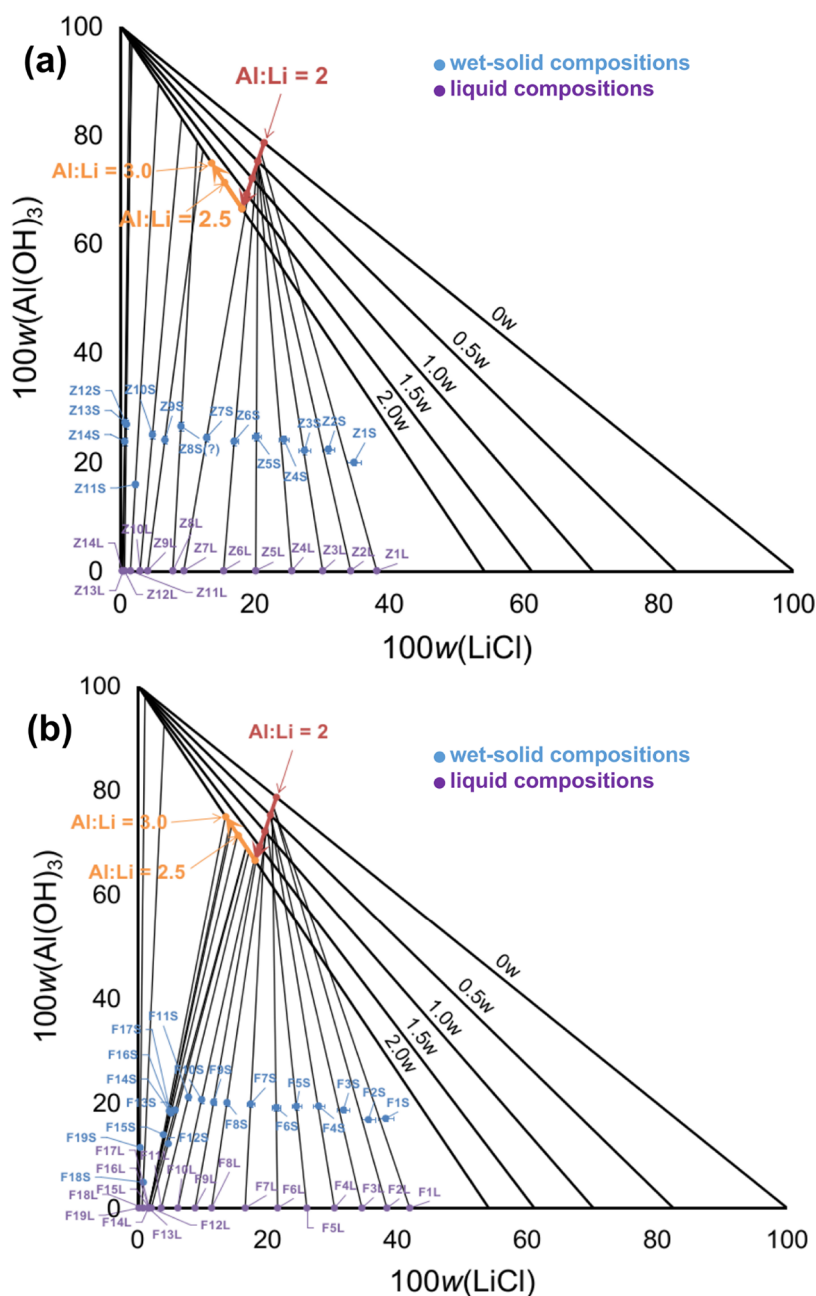 100
(a)
wet-solid compositions
liquid compositions
Al:Li = 2
80
Al:Li = 3.0
Al:Li = 2.5
60
100w(Al(OH)3)
0w
0.5w
1.0w
1.5w
2.0w
40
Z12S
Z10S
Z13S
Z9S
Z7S
Z6S
Z3S
Z2S
Z1S
Z14S
Z8S(?)
Z5S
Z4S
20
Z11S
Z10L
Z8L
Z14L
Z9L
Z7L
Z6L
Z5L
Z4L
Z3L
Z2L
Z1L
0
Z13L
Z12L
Z11L
0
20
40
60
80
100
100w(LiCl)
100
(b)
Al:Li = 2
wet-solid compositions
liquid compositions
80
Al:Li = 3.0
Al:Li = 2.5
60
100w(Al(OH)3)
0w
0.5w
1.0w
1.5w
2.0w
40
F11S
F17S
F16S
F10S
F9S
F14S
F7S
F5S
F3S
F2S
F1S
20
F13S
F8S
F6S
F4S
F15S
F12S
F19S
F17L
F11L
F16L
F10L
F8L
F18S
F9L
F15L
F7L
F6L
F4L
F3L
F2L
F1L
F18L
0
F19L
F14L
F13L
F12L
F5L
0
20
40
60
80
100
100w(LiCl)